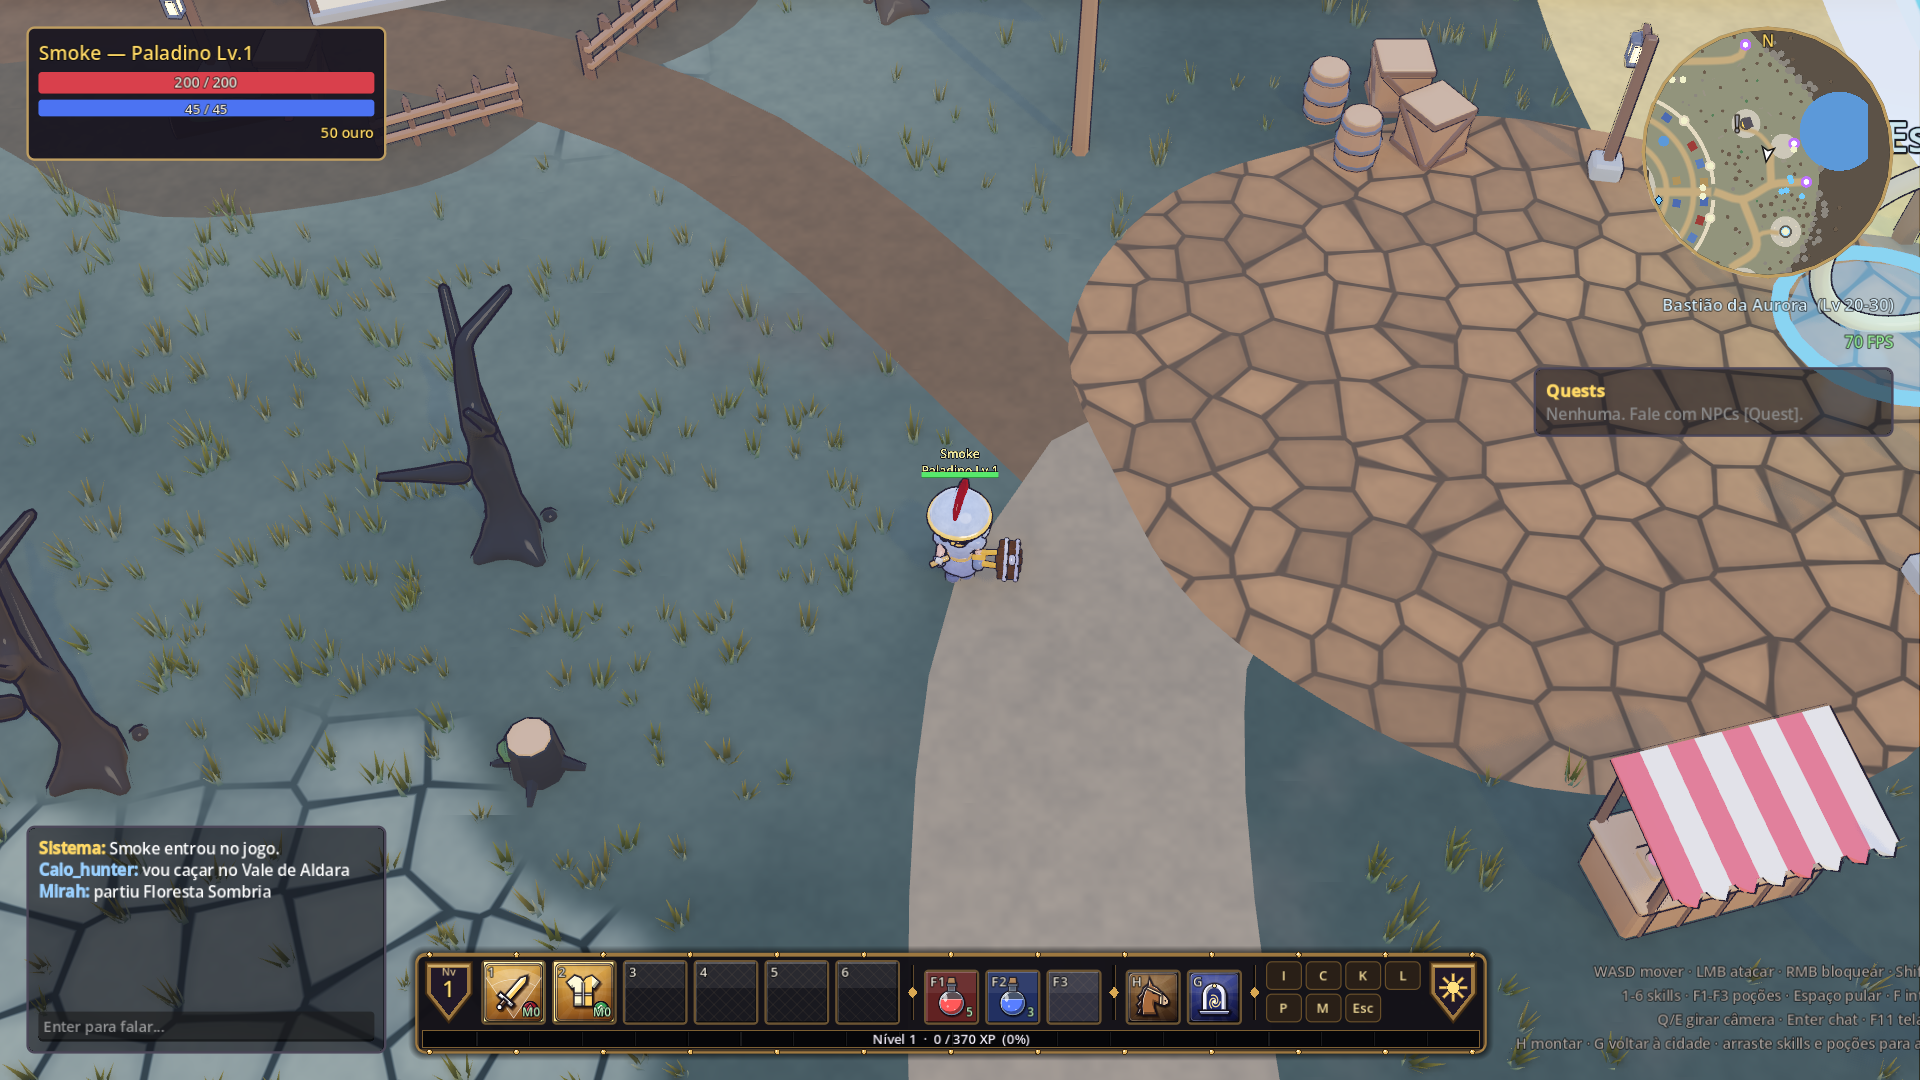 Smoke — Paladino Lv.1
200 / 200
45 / 45
50 ouro
N
!
Es
Bastião da Aurora (Lv 20-30)
70 FPS
Quests
Nenhuma. Fale com NPCs [Quest].
Smoke
Paladino Lv.1
Sistema: Smoke entrou no jogo.
Caio_hunter: vou caçar no Vale de Aldara
Mirah: partiu Floresta Sombria
Enter para falar...
Nv
1
1
M0
2
M0
3
4
5
6
F1
5
F2
3
F3
H
G
I
C
K
L
P
M
Esc
Nível 1 · 0 / 370 XP (0%)
WASD mover · LMB atacar · RMB bloquear · Shif
1-6 skills · F1-F3 poções · Espaço pular · F in
Q/E girar câmera · Enter chat · F11 tela
H montar · G voltar à cidade · arraste skills e poções para a